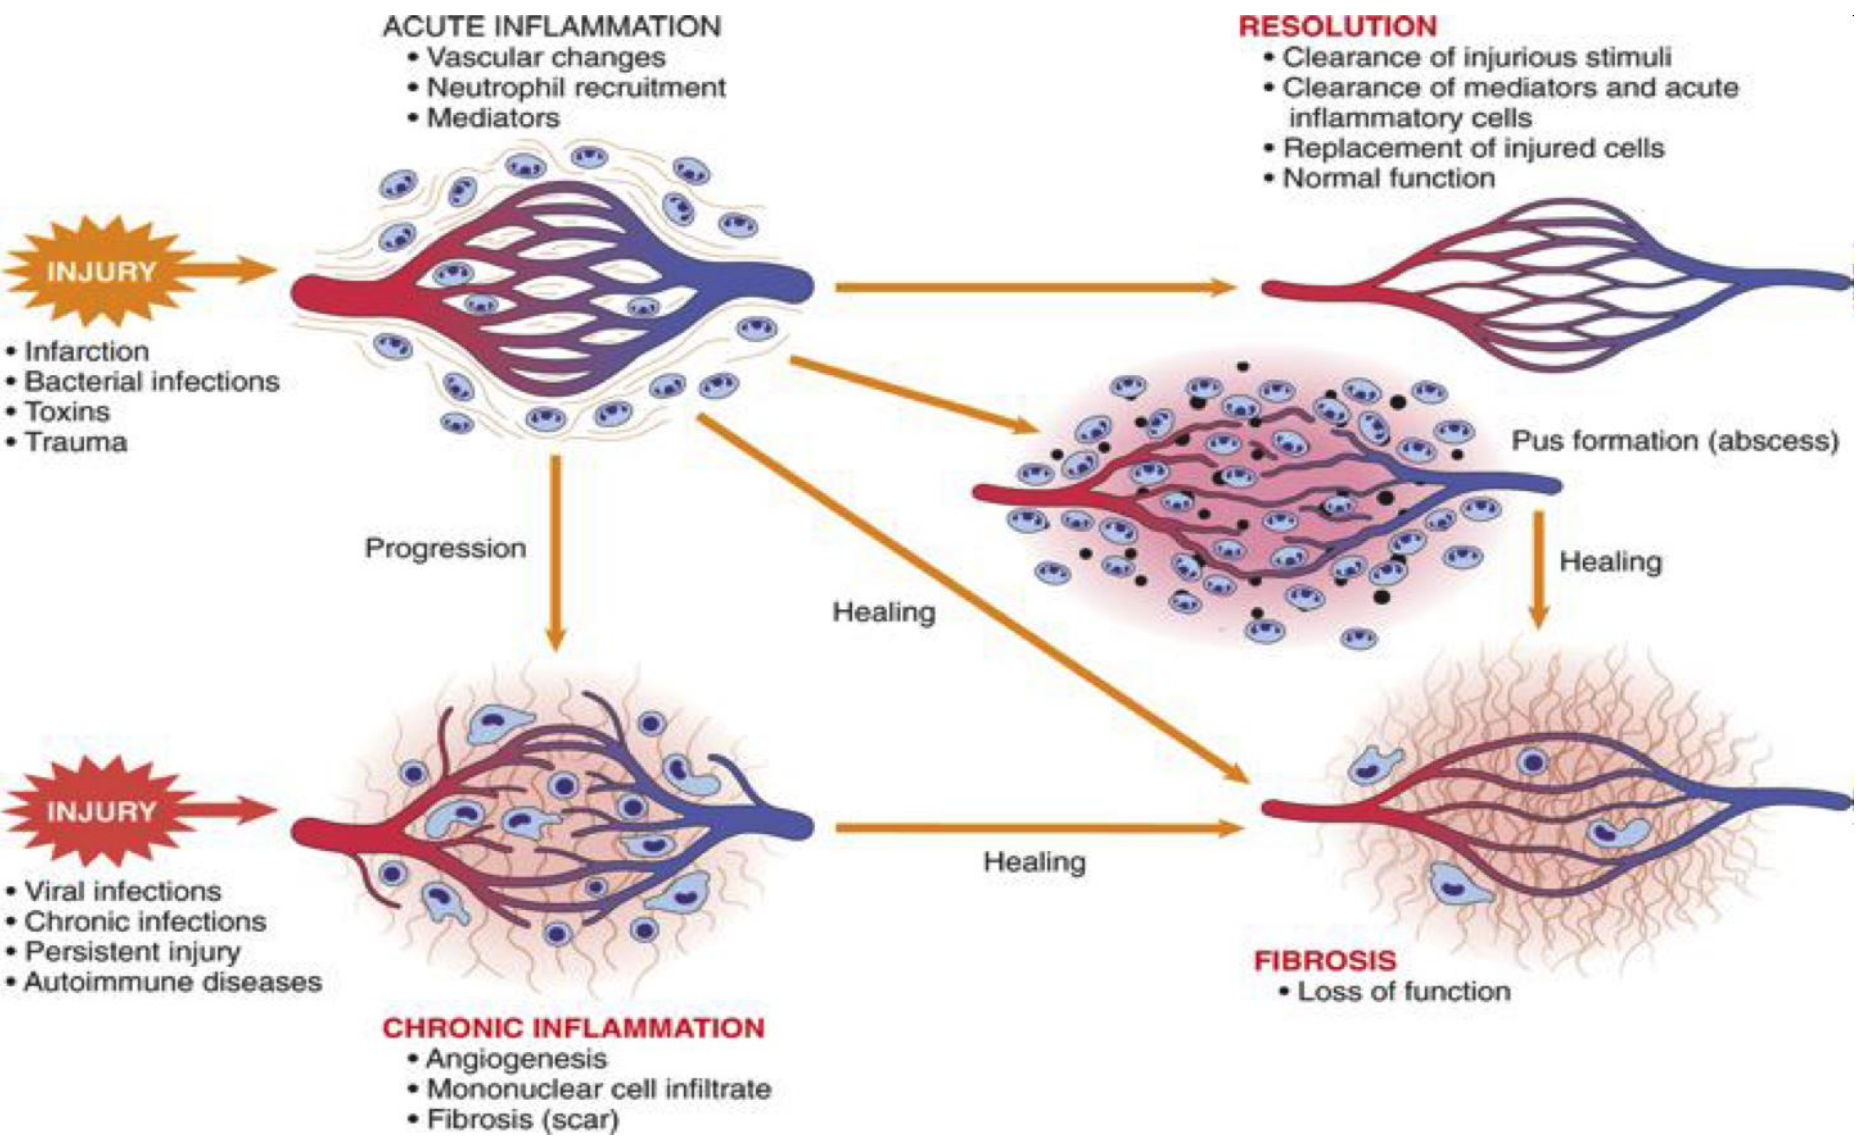 ACUTE INFLAMMATION
• Vascular changes
• Neutrophil recruitment
• Mediators
RESOLUTION
• Clearance of injurious stimuli
• Clearance of mediators and acute
inflammatory cells
• Replacement of injured cells
• Normal function
INJURY
• Infarction
• Bacterial infections
• Toxins
• Trauma
Pus formation (abscess)
Progression
Healing
Healing
INJURY
• Viral infections
• Chronic infections
• Persistent injury
• Autoimmune diseases
Healing
FIBROSIS
• Loss of function
CHRONIC INFLAMMATION
• Angiogenesis
• Mononuclear cell infiltrate
• Fibrosis (scar)